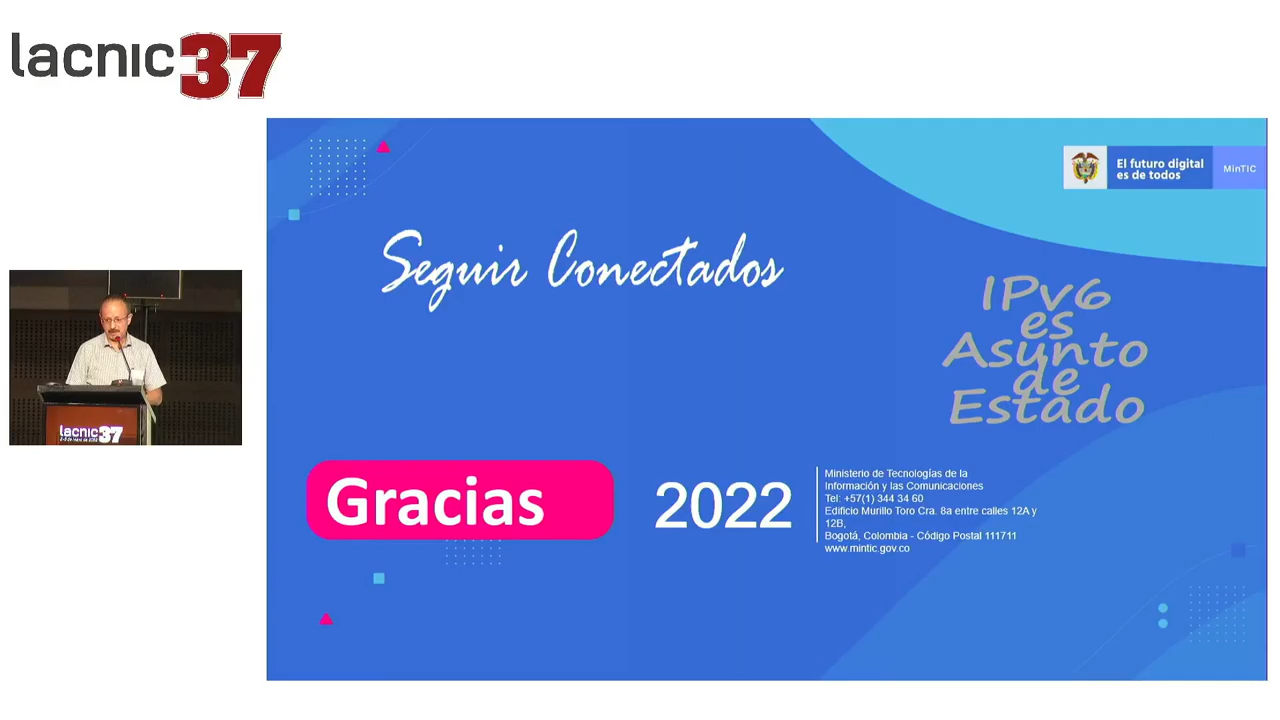 lacnic37
El futuro digital
es de todos
MinTIC
Seguir Conectados
IPv6
es
Asunto
de
Estado
Gracias
2022
Ministerio de Tecnologías de la
Información y las Comunicaciones
Tel: +57(1) 344 34 60
Edificio Murillo Toro Cra. 8a entre calles 12A y
12B,
Bogotá, Colombia - Código Postal 111711
www.mintic.gov.co
lacnic37